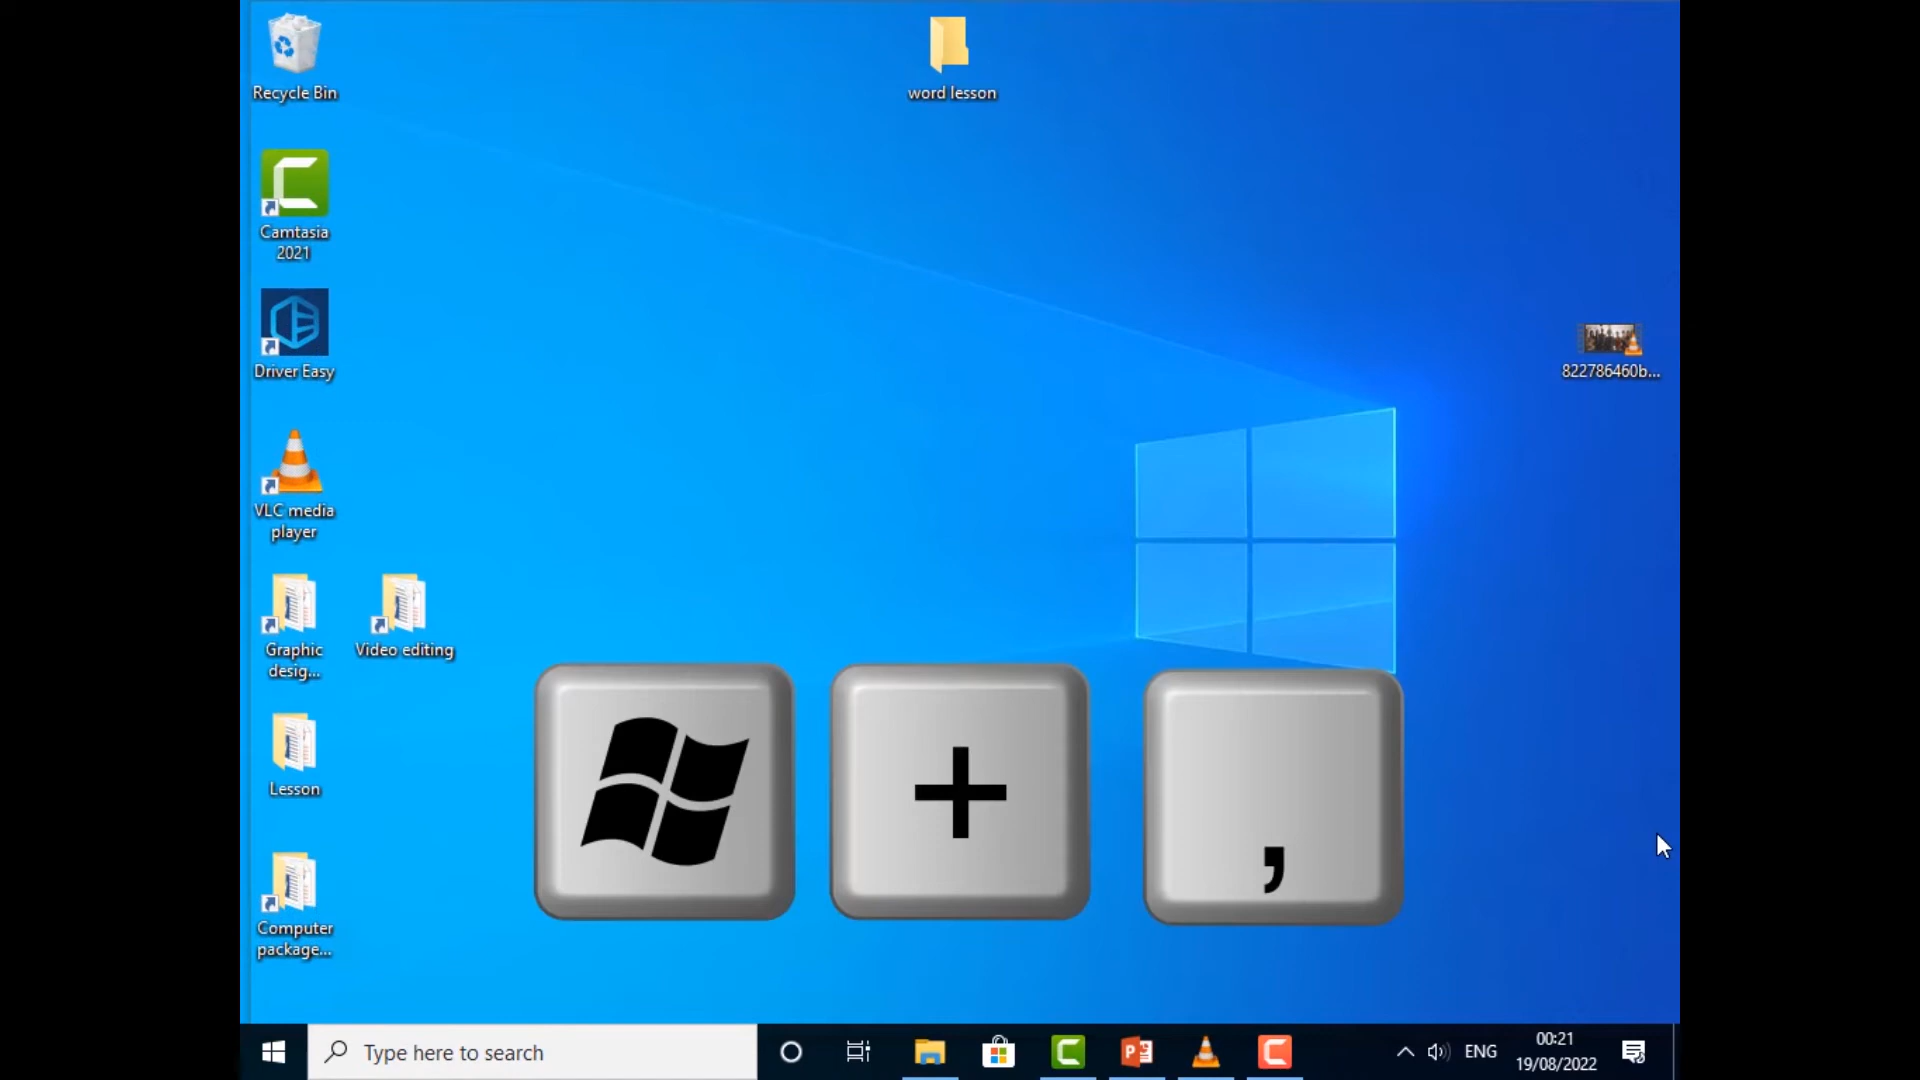 Recycle Bin
word lesson
Camtasia
2021
Driver Easy
822786460b...
VLC media
player
Graphic
desig...
Video editing
Lesson
+
,
Computer
package...
Type here to search
ENG
00:21
19/08/2022